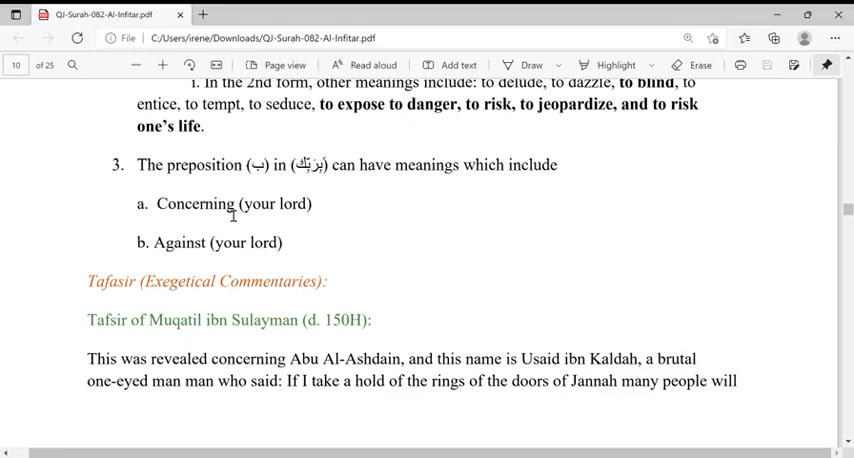 QJ-Surah-082-Al-Infitar.pdf
File C:/Users/irene/Downloads/QJ-Surah-082-Al-Infitar.pdf
10 of 25 Page view Read aloud Add text Draw Highlight Erase
i. In the 2nd form, other meanings include: to delude, to dazzle, to blind, to
entice, to tempt, to seduce, to expose to danger, to risk, to jeopardize, and to risk
one's life.
3. The preposition (ب) in (بِرَبِّكَ) can have meanings which include
a. Concerning (your lord)
b. Against (your lord)
Tafasir (Exegetical Commentaries):
Tafsir of Muqatil ibn Sulayman (d. 150H):
This was revealed concerning Abu Al-Ashdain, and this name is Usaid ibn Kaldah, a brutal
one-eyed man man who said: If I take a hold of the rings of the doors of Jannah many people will